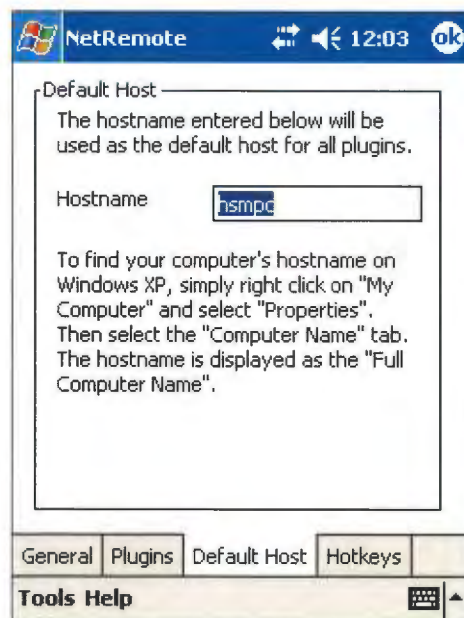 NetRemote 12:03 ok
Default Host
The hostname entered below will be
used as the default host for all plugins.
Hostname hsmpc
To find your computer's hostname on
Windows XP, simply right click on "My
Computer" and select "Properties".
Then select the "Computer Name" tab.
The hostname is displayed as the "Full
Computer Name".
General Plugins Default Host Hotkeys
Tools Help